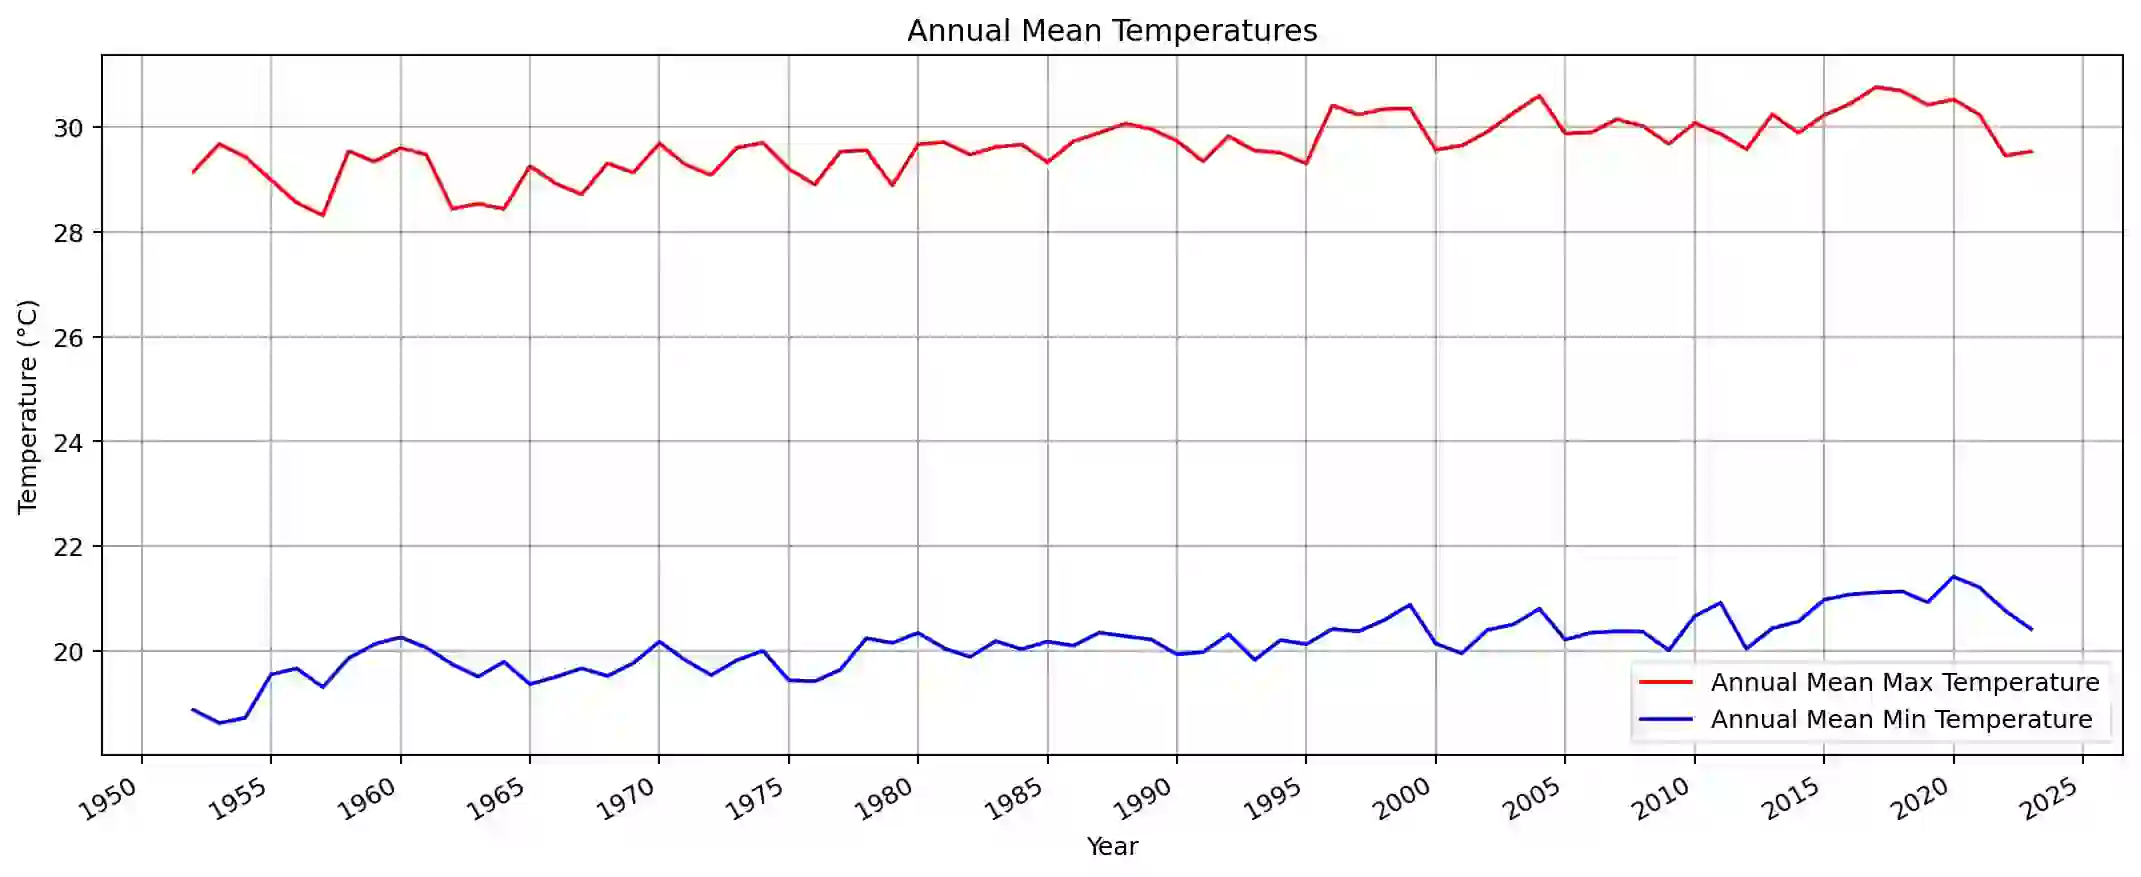 Annual Mean Temperatures
Temperature (°C)
30
28
26
24
22
20
Annual Mean Max Temperature
Annual Mean Min Temperature
1950 1955 1960 1965 1970 1975 1980 1985 1990 1995 2000 2005 2010 2015 2020 2025
Year